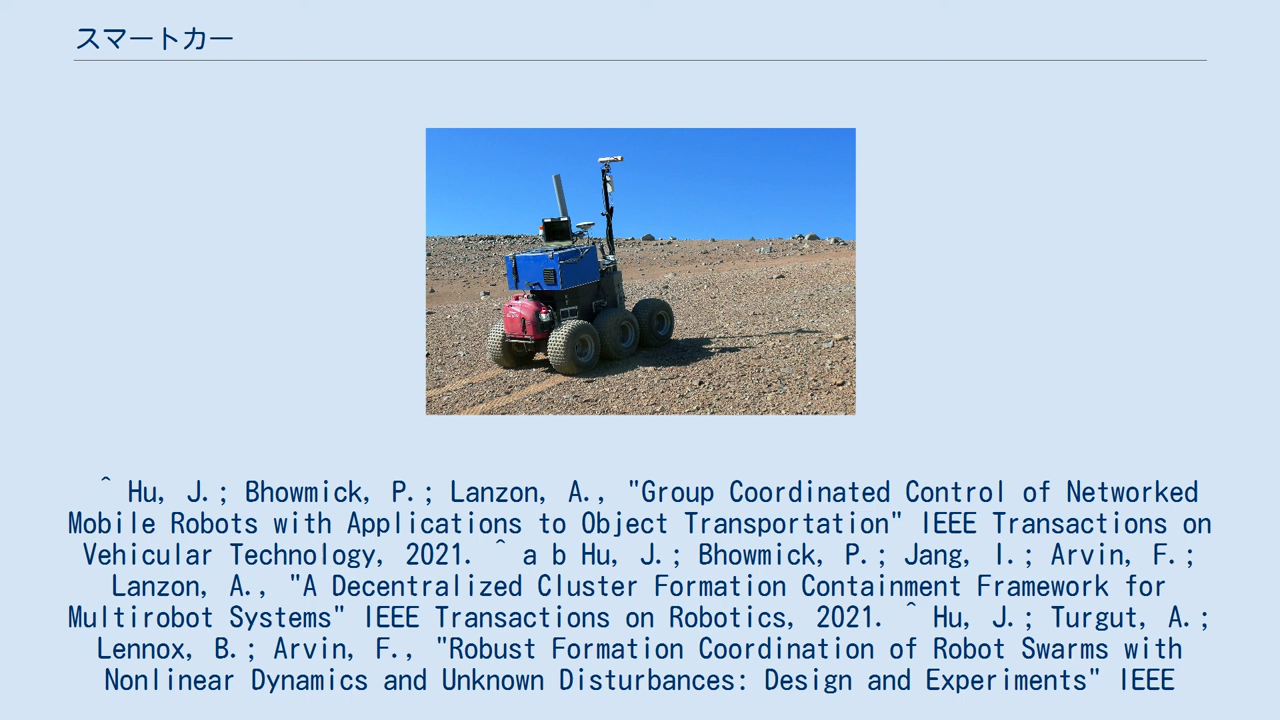 スマートカー
^ Hu, J.; Bhowmick, P.; Lanzon, A., "Group Coordinated Control of Networked
Mobile Robots with Applications to Object Transportation" IEEE Transactions on
Vehicular Technology, 2021. ^ a b Hu, J.; Bhowmick, P.; Jang, I.; Arvin, F.;
Lanzon, A., "A Decentralized Cluster Formation Containment Framework for
Multirobot Systems" IEEE Transactions on Robotics, 2021. ^ Hu, J.; Turgut, A.;
Lennox, B.; Arvin, F., "Robust Formation Coordination of Robot Swarms with
Nonlinear Dynamics and Unknown Disturbances: Design and Experiments" IEEE